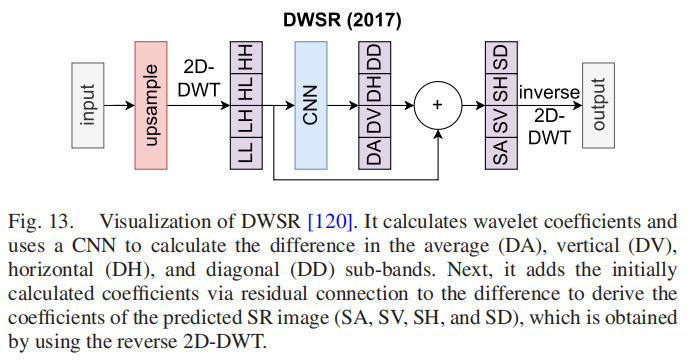 DWSR (2017)
input
upsample
2D-
DWT
LL LH HL HH
CNN
DA DV DH DD
+
SA SV SH SD
inverse
2D-
DWT
output
Fig. 13. Visualization of DWSR [120]. It calculates wavelet coefficients and
uses a CNN to calculate the difference in the average (DA), vertical (DV),
horizontal (DH), and diagonal (DD) sub-bands. Next, it adds the initially
calculated coefficients via residual connection to the difference to derive the
coefficients of the predicted SR image (SA, SV, SH, and SD), which is obtained
by using the reverse 2D-DWT.